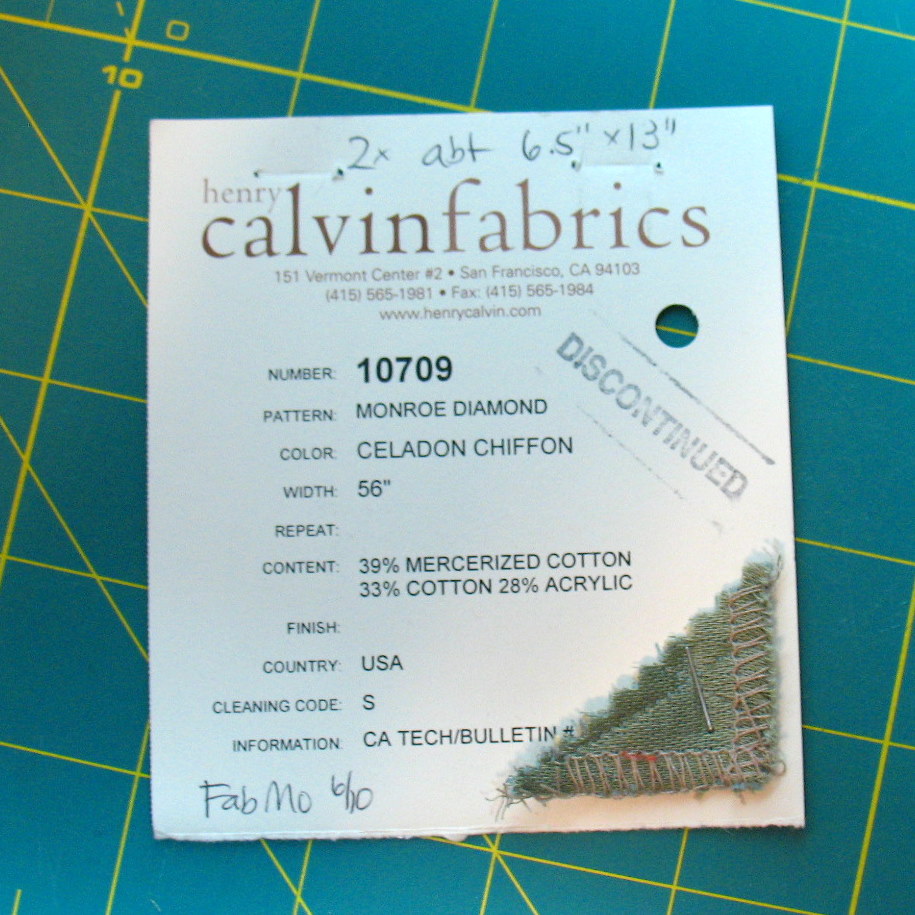 0
10
2x abt 6.5" x 13"
henry
calvinfabrics
151 Vermont Center #2 • San Francisco, CA 94103
(415) 565-1981 • Fax: (415) 565-1984
www.henrycalvin.com
DISCONTINUED
NUMBER: 10709
PATTERN: MONROE DIAMOND
COLOR: CELADON CHIFFON
WIDTH: 56"
REPEAT:
CONTENT: 39% MERCERIZED COTTON
33% COTTON 28% ACRYLIC
FINISH:
COUNTRY: USA
CLEANING CODE: S
INFORMATION: CA TECH/BULLETIN #
FabMo 6/10